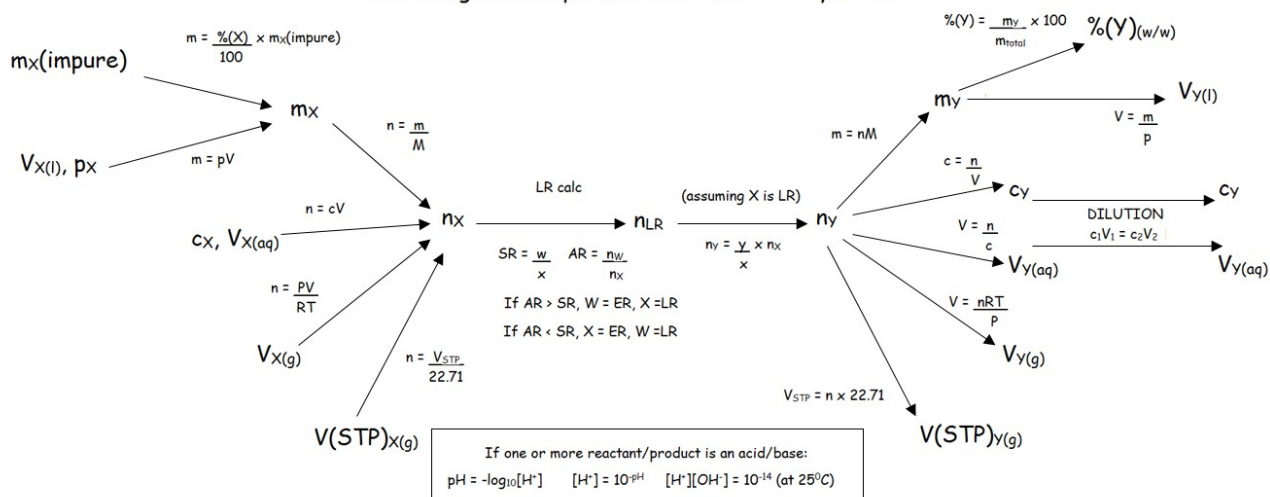 %(Y) = mY x 100
mtotal
%(Y)(w/w)
m = %(X) x mX(impure)
100
mX(impure)
mX
mY
VY(l)
V = m
p
n = m
M
m = nM
VX(l), pX
m = pV
c = n
V
cY
cY
LR calc
(assuming X is LR)
n = cV
nX
nLR
nY
DILUTION
c1V1 = c2V2
cX, VX(aq)
V = n
c
VY(aq)
VY(aq)
SR = w
x
AR = nW
nX
nY = y x nX
x
n = PV
RT
If AR > SR, W = ER, X =LR
If AR < SR, X = ER, W =LR
V = nRT
P
VX(g)
VY(g)
n = VSTP
22.71
VSTP = n x 22.71
V(STP)X(g)
V(STP)Y(g)
If one or more reactant/product is an acid/base:
pH = -log10[H+] [H+] = 10-pH [H+][OH-] = 10-14 (at 250C)